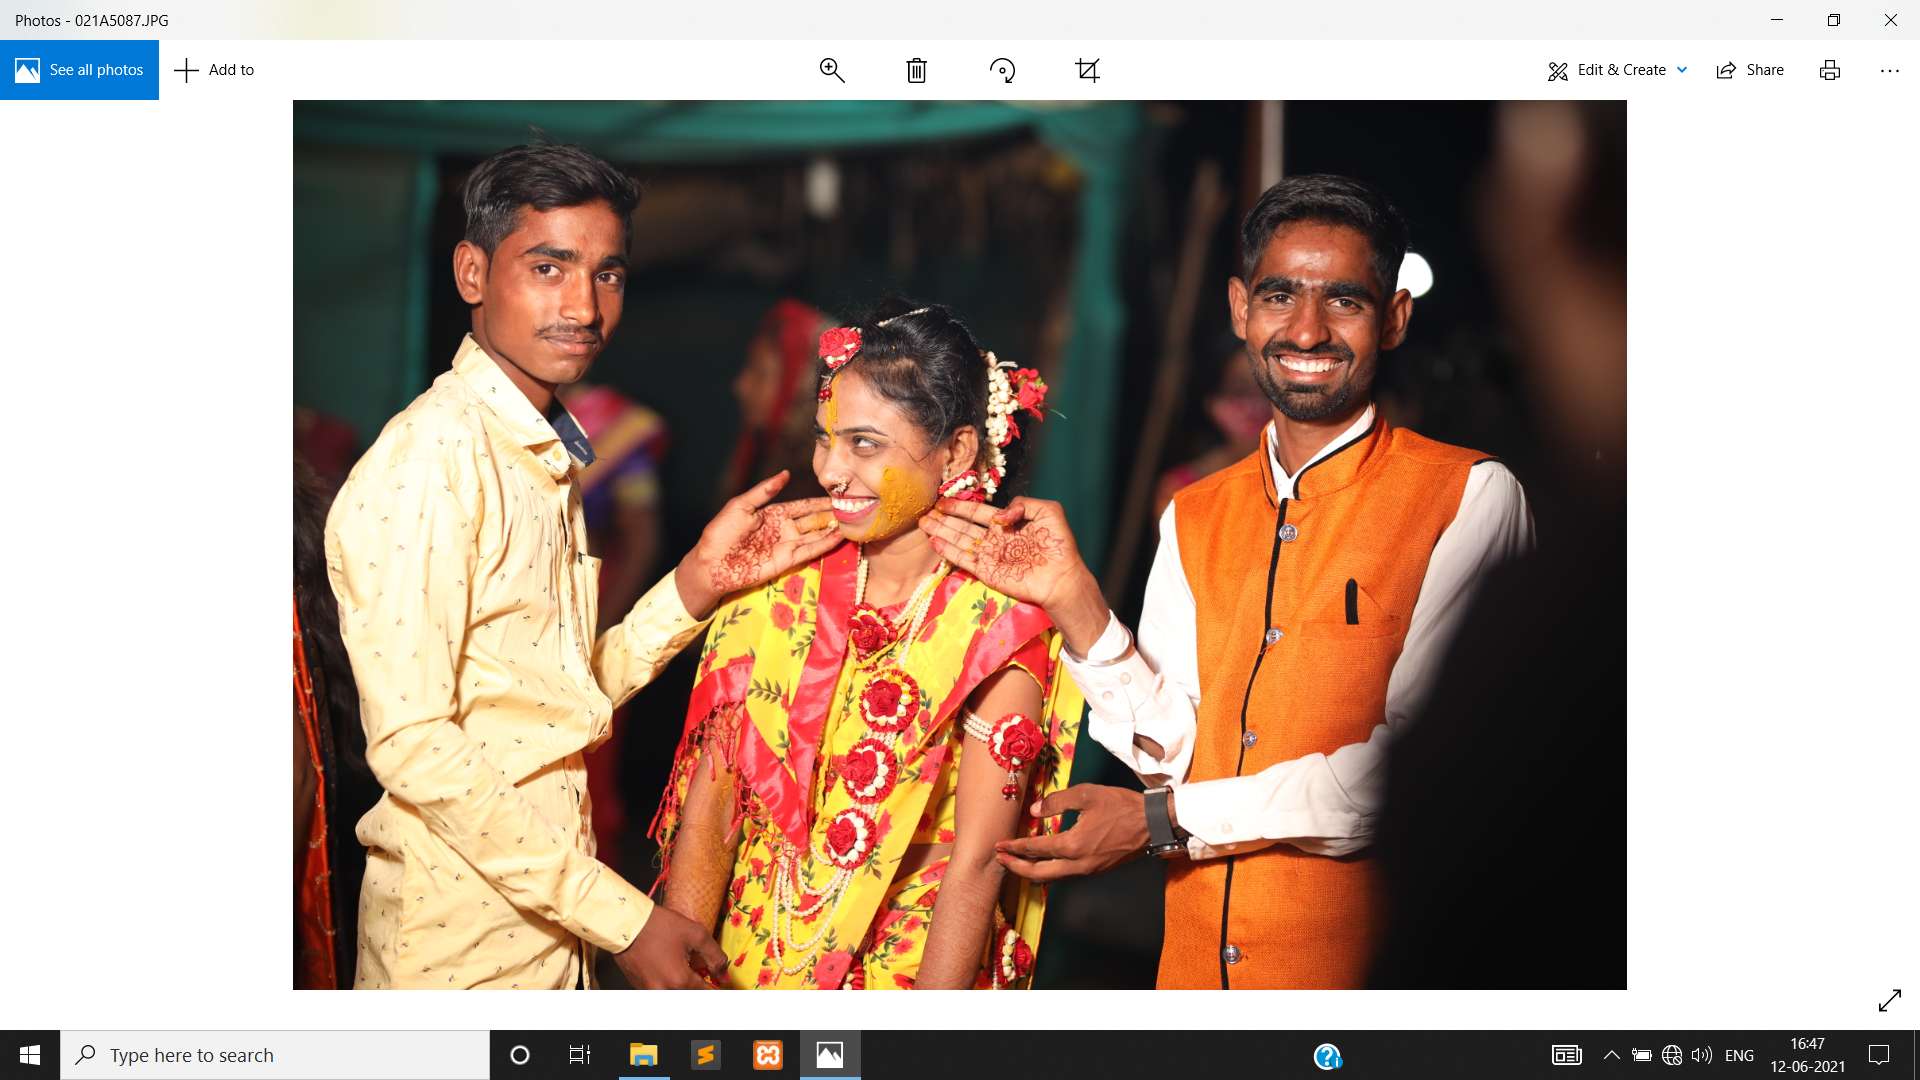 Photos - 021A5087.JPG
See all photos
Add to
Edit & Create
Share
Type here to search
ENG
16:47
12-06-2021